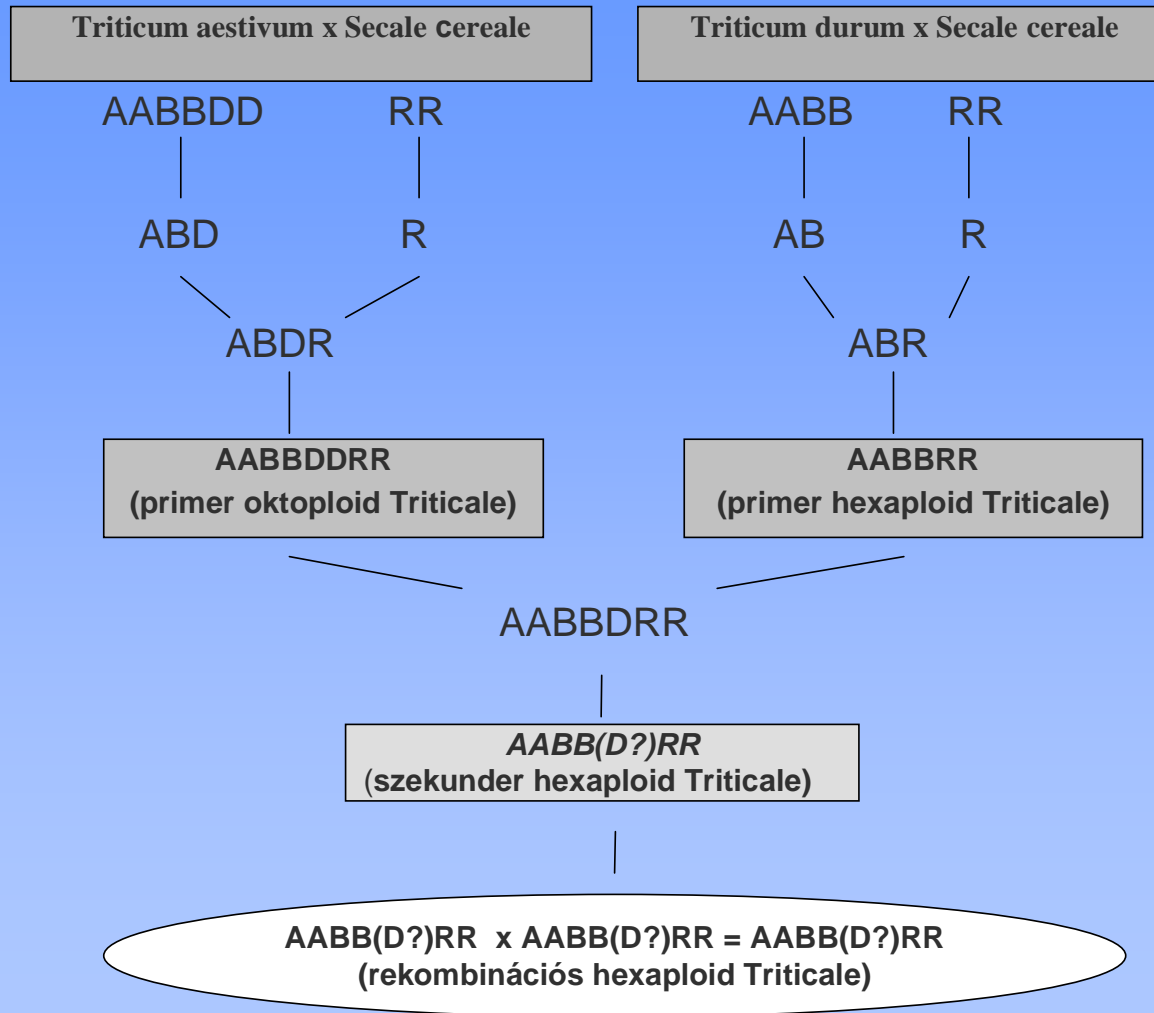 Triticum aestivum x Secale cereale
Triticum durum x Secale cereale
AABBDD RR
AABB RR
ABD R
AB R
ABDR
ABR
AABBDDRR
(primer oktoploid Triticale)
AABBRR
(primer hexaploid Triticale)
AABBDRR
AABB(D?)RR
(szekunder hexaploid Triticale)
AABB(D?)RR x AABB(D?)RR = AABB(D?)RR
(rekombinációs hexaploid Triticale)